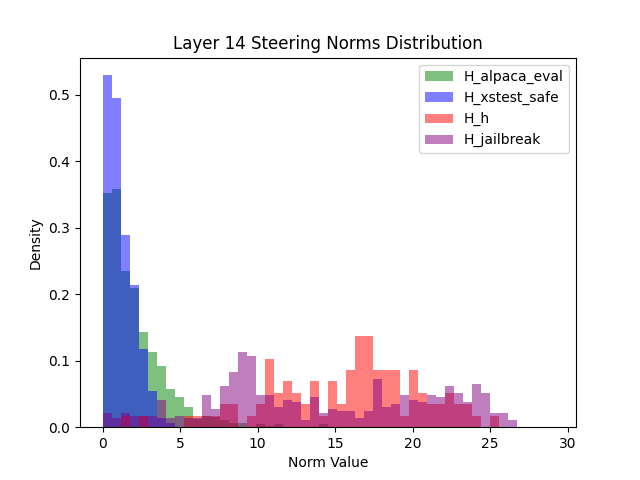 Layer 14 Steering Norms Distribution
H_alpaca_eval
H_xstest_safe
H_h
H_jailbreak
Density
0.5
0.4
0.3
0.2
0.1
0.0
0 5 10 15 20 25 30
Norm Value